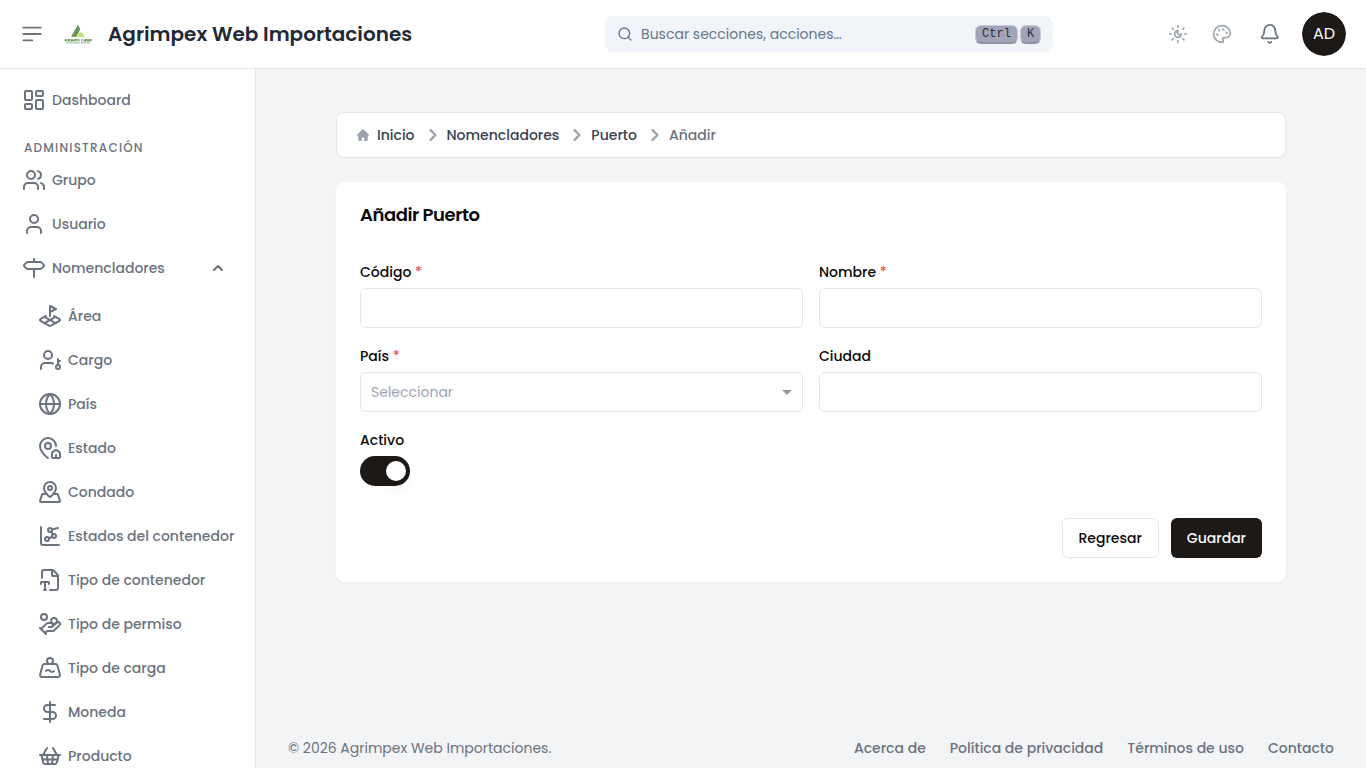 Agrimpex Web Importaciones
Buscar secciones, acciones...
Ctrl K
AD
Dashboard
ADMINISTRACIÓN
Grupo
Usuario
Nomencladores
Área
Cargo
País
Estado
Condado
Estados del contenedor
Tipo de contenedor
Tipo de permiso
Tipo de carga
Moneda
Producto
Inicio
Nomencladores
Puerto
Añadir
Añadir Puerto
Código *
Nombre *
País *
Seleccionar
Ciudad
Activo
Regresar
Guardar
© 2026 Agrimpex Web Importaciones.
Acerca de
Política de privacidad
Términos de uso
Contacto